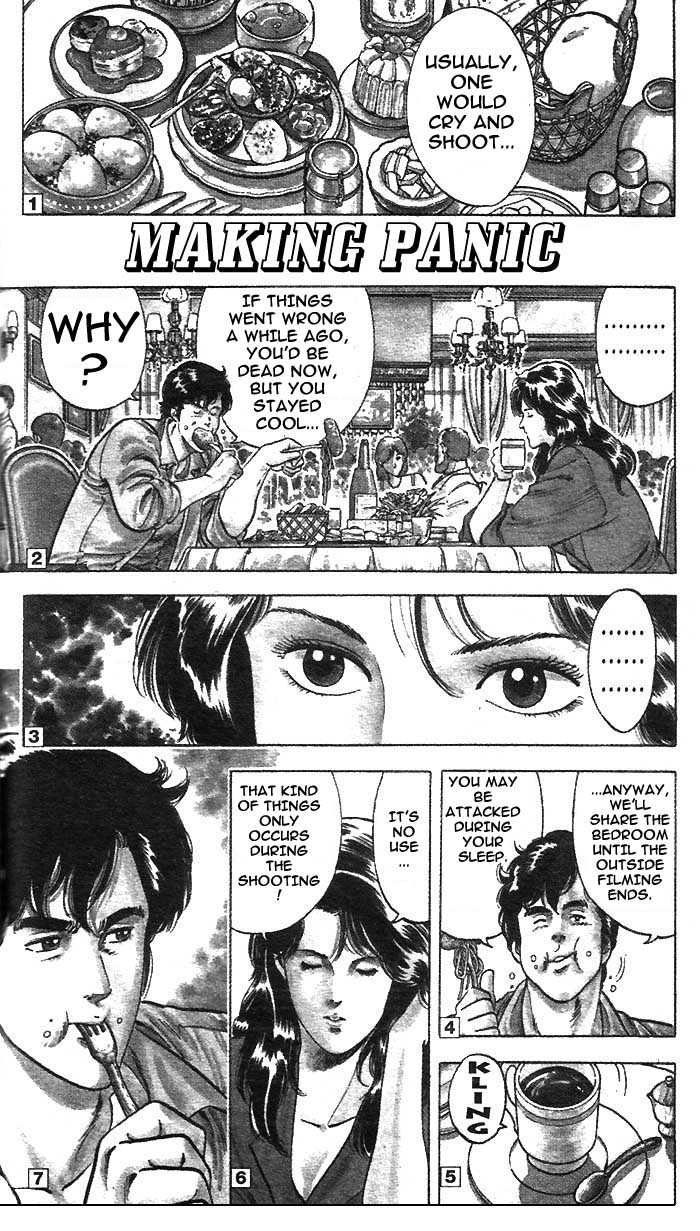 USUALLY,
ONE
WOULD
CRY AND
SHOOT...
1
MAKING PANIC
.........
.........
IF THINGS
WENT WRONG
A WHILE AGO,
YOU'D BE
DEAD NOW,
BUT YOU
STAYED
COOL...
WHY
?
2
......
......
......
3
...ANYWAY,
WE'LL
SHARE THE
BEDROOM
UNTIL THE
OUTSIDE
FILMING
ENDS.
YOU MAY
BE
ATTACKED
DURING
YOUR
SLEEP.
4
KLING
5
IT'S
NO
USE
...
THAT KIND
OF THINGS
ONLY
OCCURS
DURING
THE
SHOOTING
!
6
7